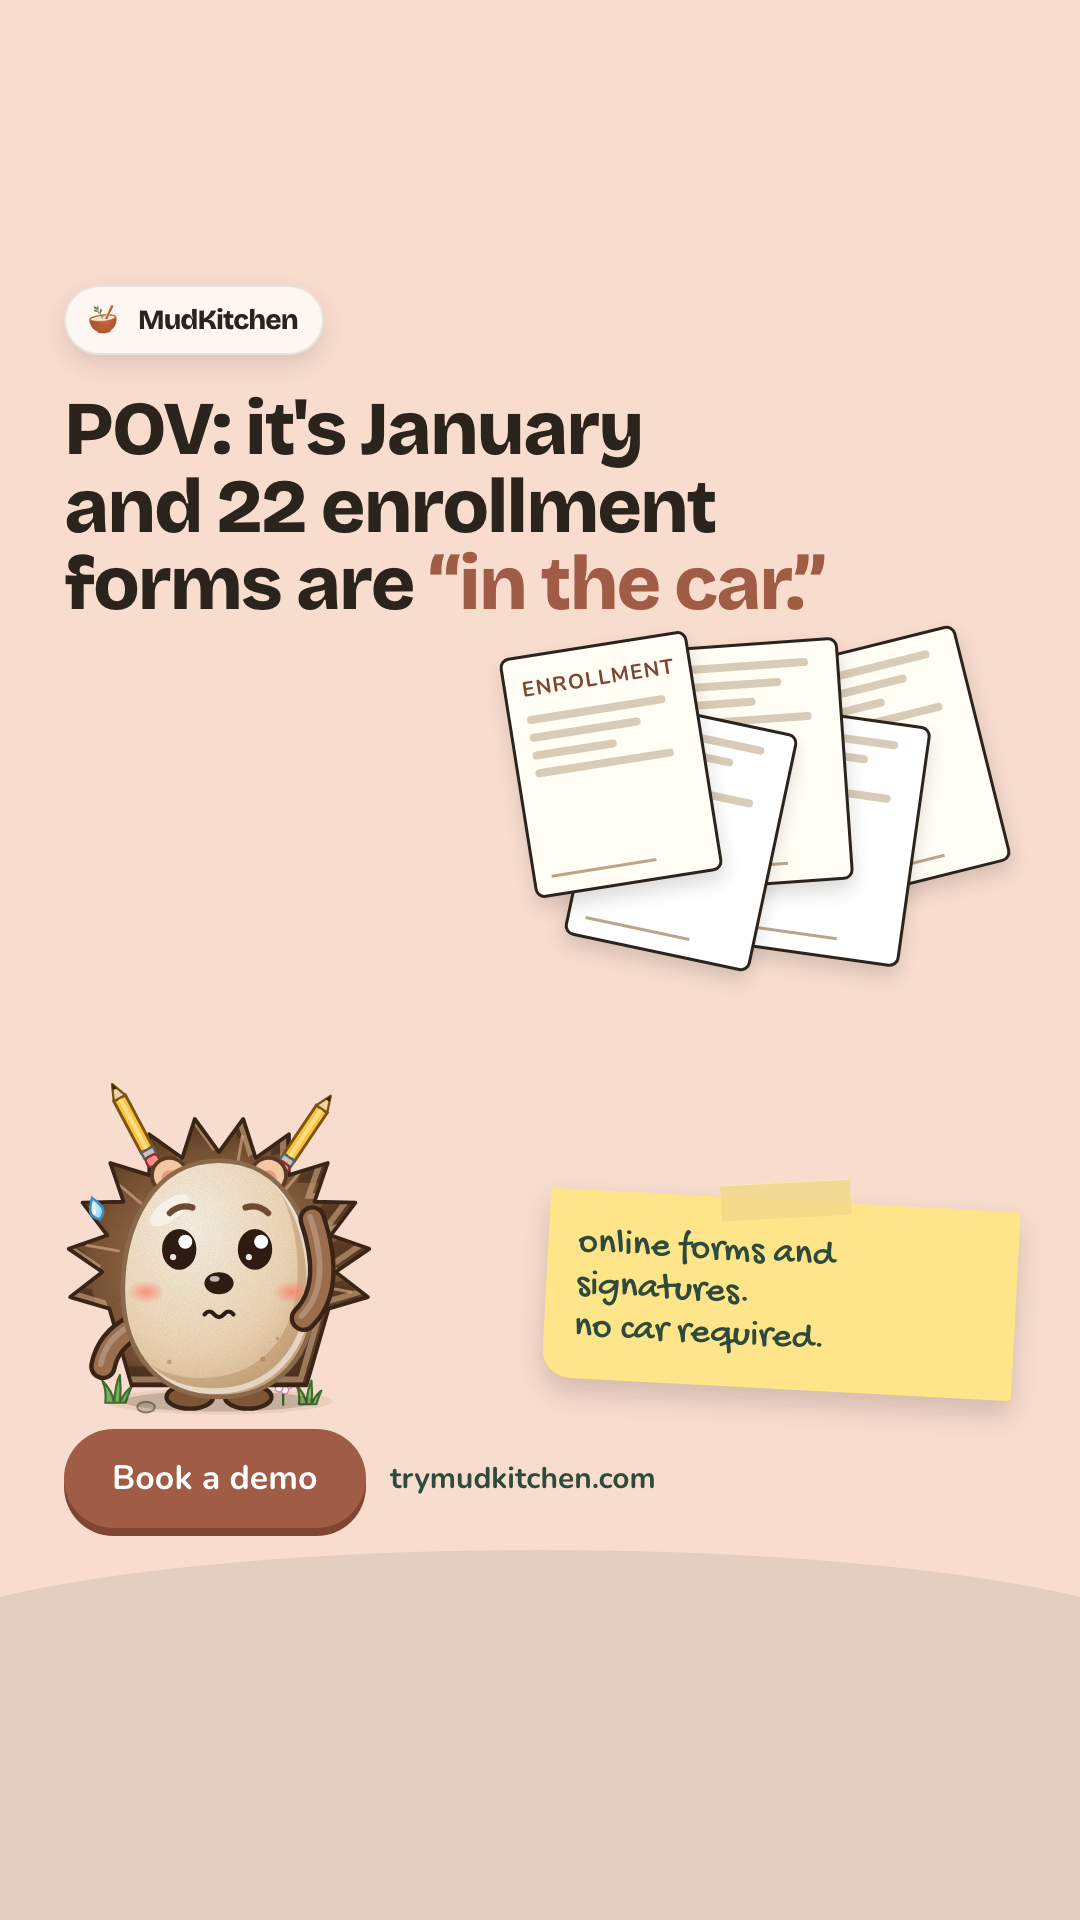 MudKitchen
POV: it's January
and 22 enrollment
forms are “in the car.”
ENROLLMENT
online forms and
signatures.
no car required.
Book a demo
trymudkitchen.com